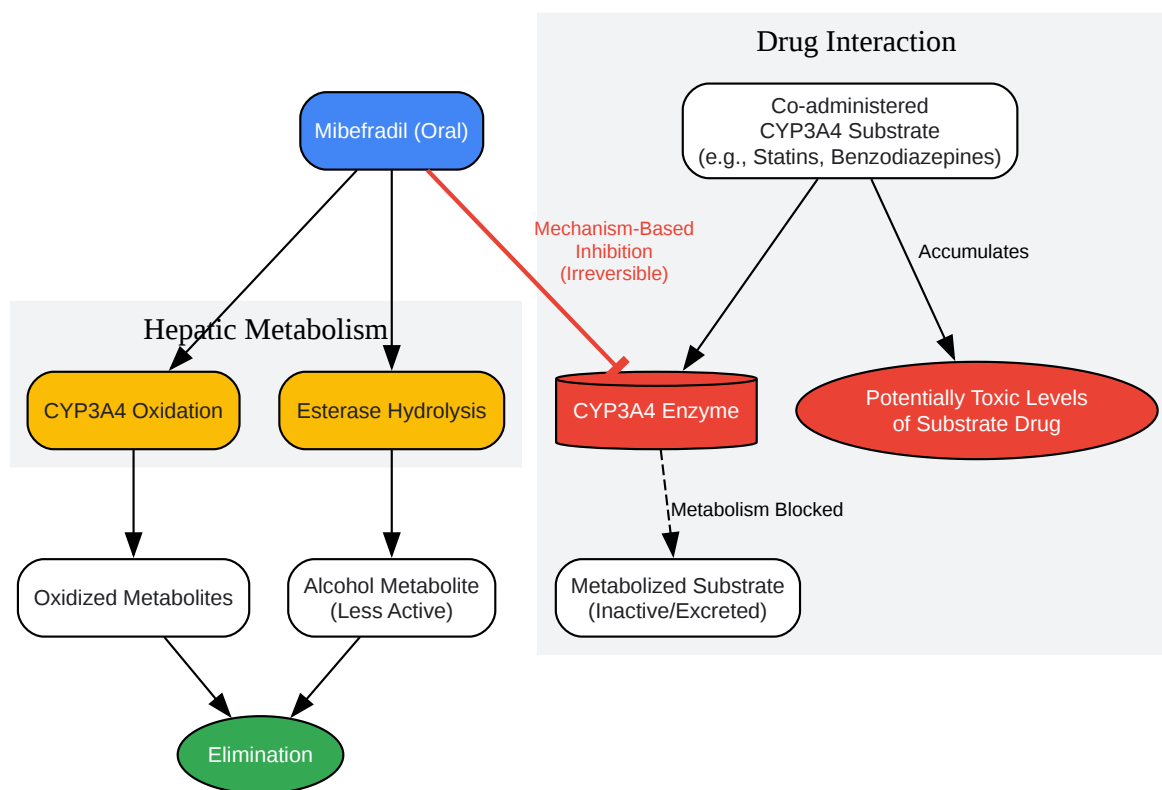 Drug Interaction
Co-administered
CYP3A4 Substrate
(e.g., Statins, Benzodiazepines)
Mibefradil (Oral)
Mechanism-Based
Inhibition
(Irreversible)
Accumulates
Hepatic Metabolism
CYP3A4 Oxidation
Esterase Hydrolysis
CYP3A4 Enzyme
Potentially Toxic Levels
of Substrate Drug
Metabolism Blocked
Oxidized Metabolites
Alcohol Metabolite
(Less Active)
Metabolized Substrate
(Inactive/Excreted)
Elimination